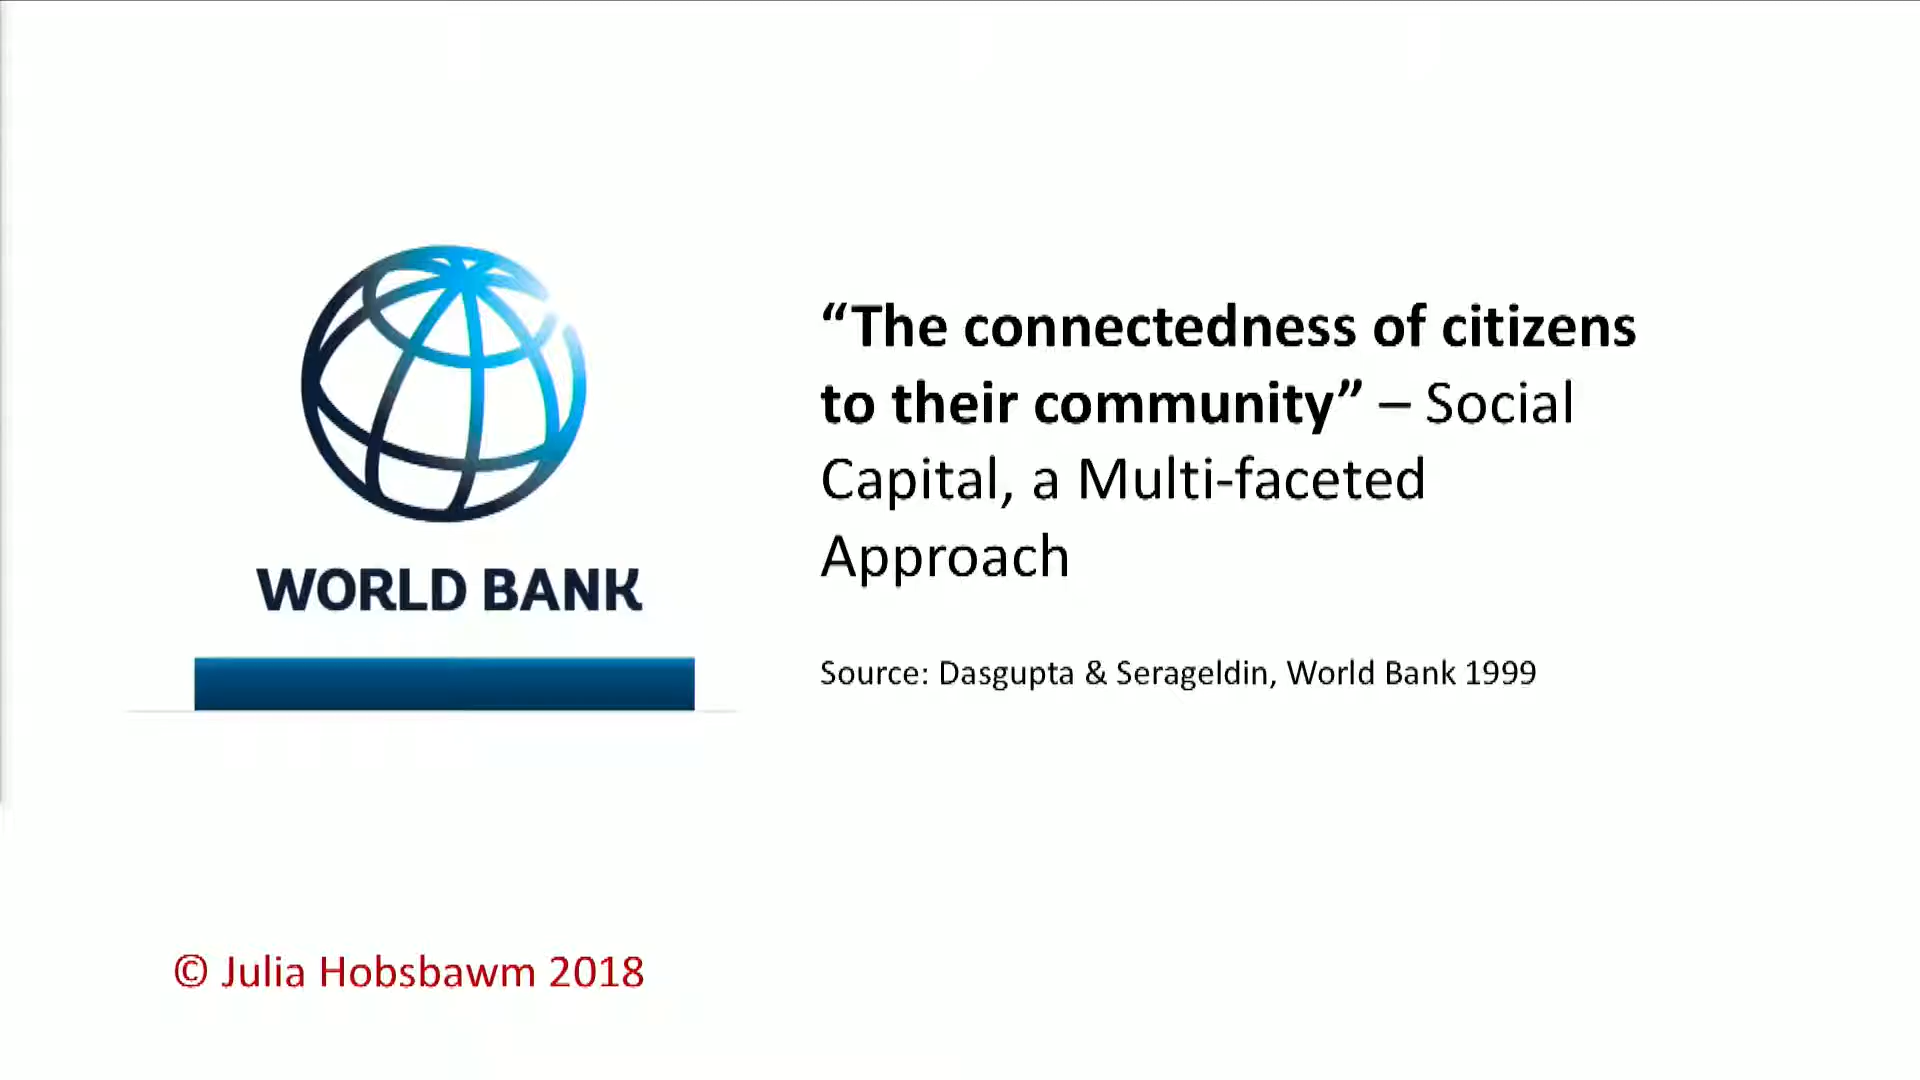 WORLD BANK
“The connectedness of citizens
to their community” – Social
Capital, a Multi-faceted
Approach
Source: Dasgupta & Serageldin, World Bank 1999
© Julia Hobsbawm 2018